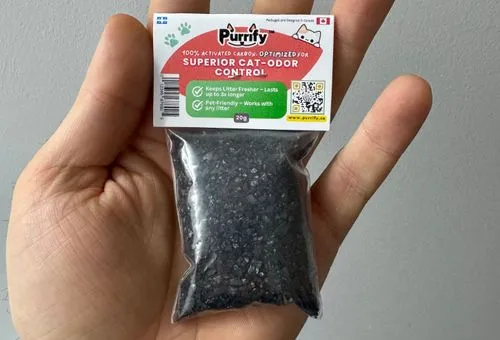 Packaged and Designed in Canada
Purrify™
100% ACTIVATED CARBON: OPTIMIZED FOR
SUPERIOR CAT-ODOR
CONTROL
Keeps Litter Fresher – Lasts
up to 3x longer
Pet-Friendly – Works with
any litter
www.purrify.ca
20g